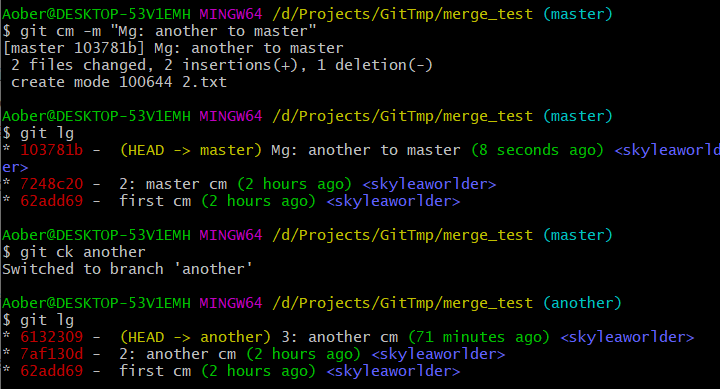 Aober@DESKTOP-53V1EMH MINGW64 /d/Projects/GitTmp/merge_test (master)
$ git cm -m "Mg: another to master"
[master 103781b] Mg: another to master
 2 files changed, 2 insertions(+), 1 deletion(-)
 create mode 100644 2.txt

Aober@DESKTOP-53V1EMH MINGW64 /d/Projects/GitTmp/merge_test (master)
$ git lg
* 103781b -  (HEAD -> master) Mg: another to master (8 seconds ago) <skyleaworld
er>
* 7248c20 -  2: master cm (2 hours ago) <skyleaworlder>
* 62add69 -  first cm (2 hours ago) <skyleaworlder>

Aober@DESKTOP-53V1EMH MINGW64 /d/Projects/GitTmp/merge_test (master)
$ git ck another
Switched to branch 'another'

Aober@DESKTOP-53V1EMH MINGW64 /d/Projects/GitTmp/merge_test (another)
$ git lg
* 6132309 -  (HEAD -> another) 3: another cm (71 minutes ago) <skyleaworlder>
* 7af130d -  2: another cm (2 hours ago) <skyleaworlder>
* 62add69 -  first cm (2 hours ago) <skyleaworlder>